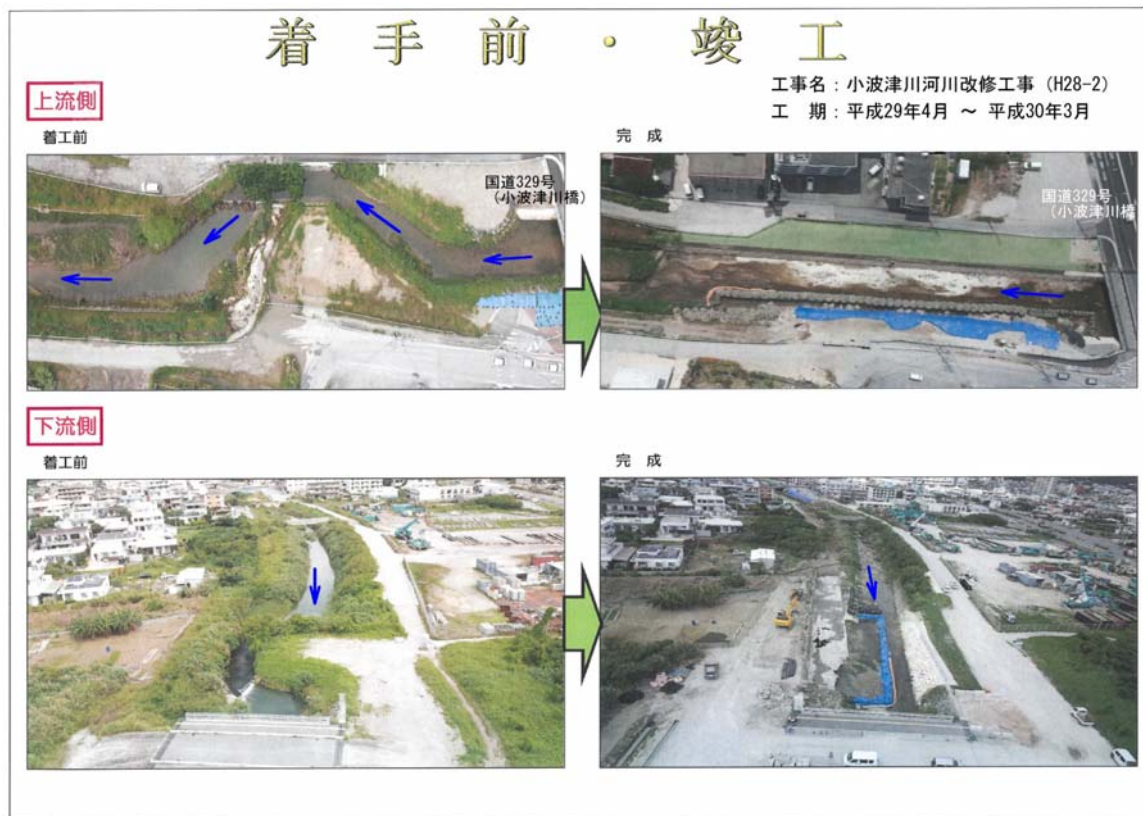 着手前・竣工
工事名：小波津川河川改修工事（H28-2）
工　期：平成29年4月 ～ 平成30年3月
上流側
着工前
国道329号
（小波津川橋）
完 成
国道329号
（小波津川橋
下流側
着工前
完 成